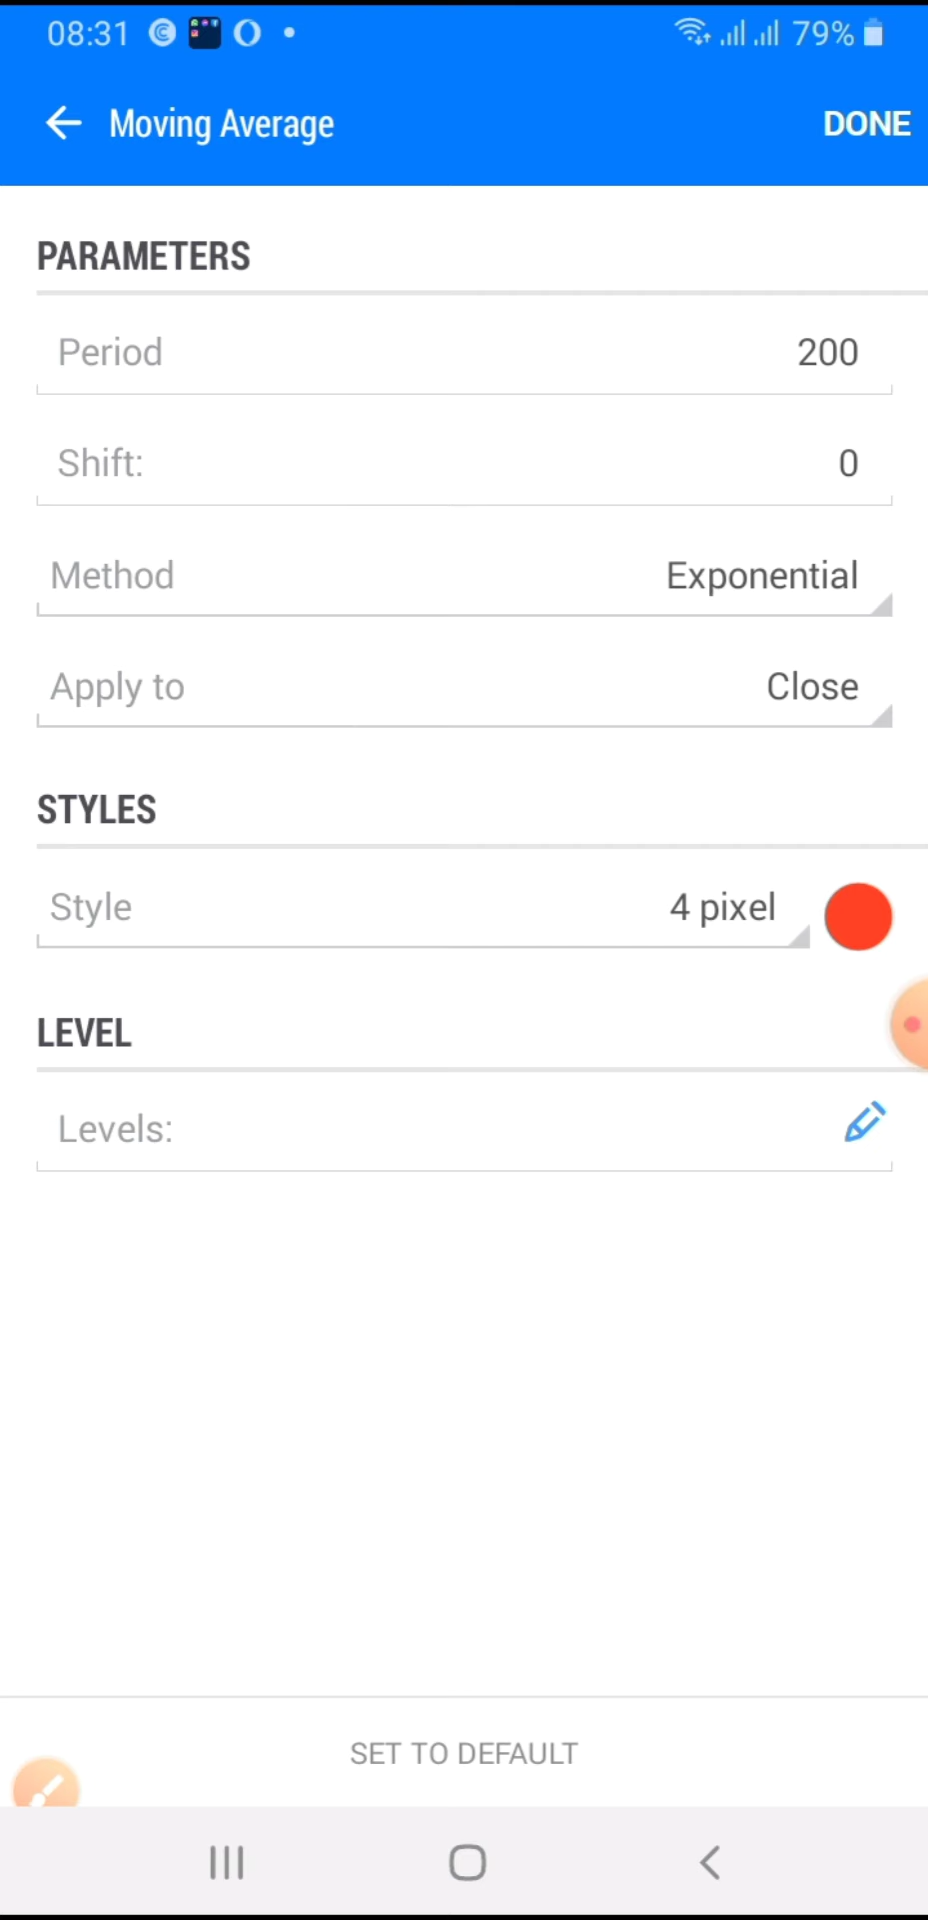 08:31
79%
Moving Average
DONE
PARAMETERS
Period 200
Shift: 0
Method Exponential
Apply to Close
STYLES
Style 4 pixel
LEVEL
Levels:
SET TO DEFAULT